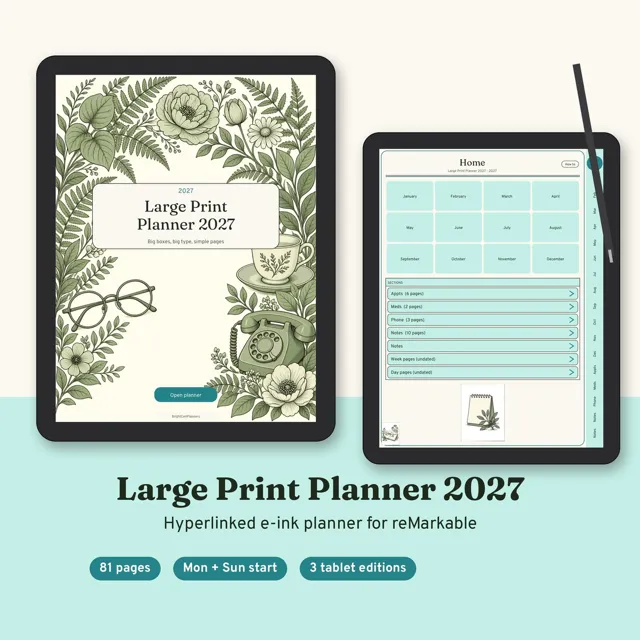 2027
Large Print
Planner 2027
Big boxes, big type, simple pages
Open planner
Home
Large Print Planner 2027 · 2027
January
February
March
April
May
June
July
August
September
October
November
December
SECTIONS
Appts (6 pages)
Meds (2 pages)
Phone (3 pages)
Notes (10 pages)
Notes
Week pages (undated)
Day pages (undated)
Large Print Planner 2027
Hyperlinked e-ink planner for reMarkable
81 pages
Mon + Sun start
3 tablet editions